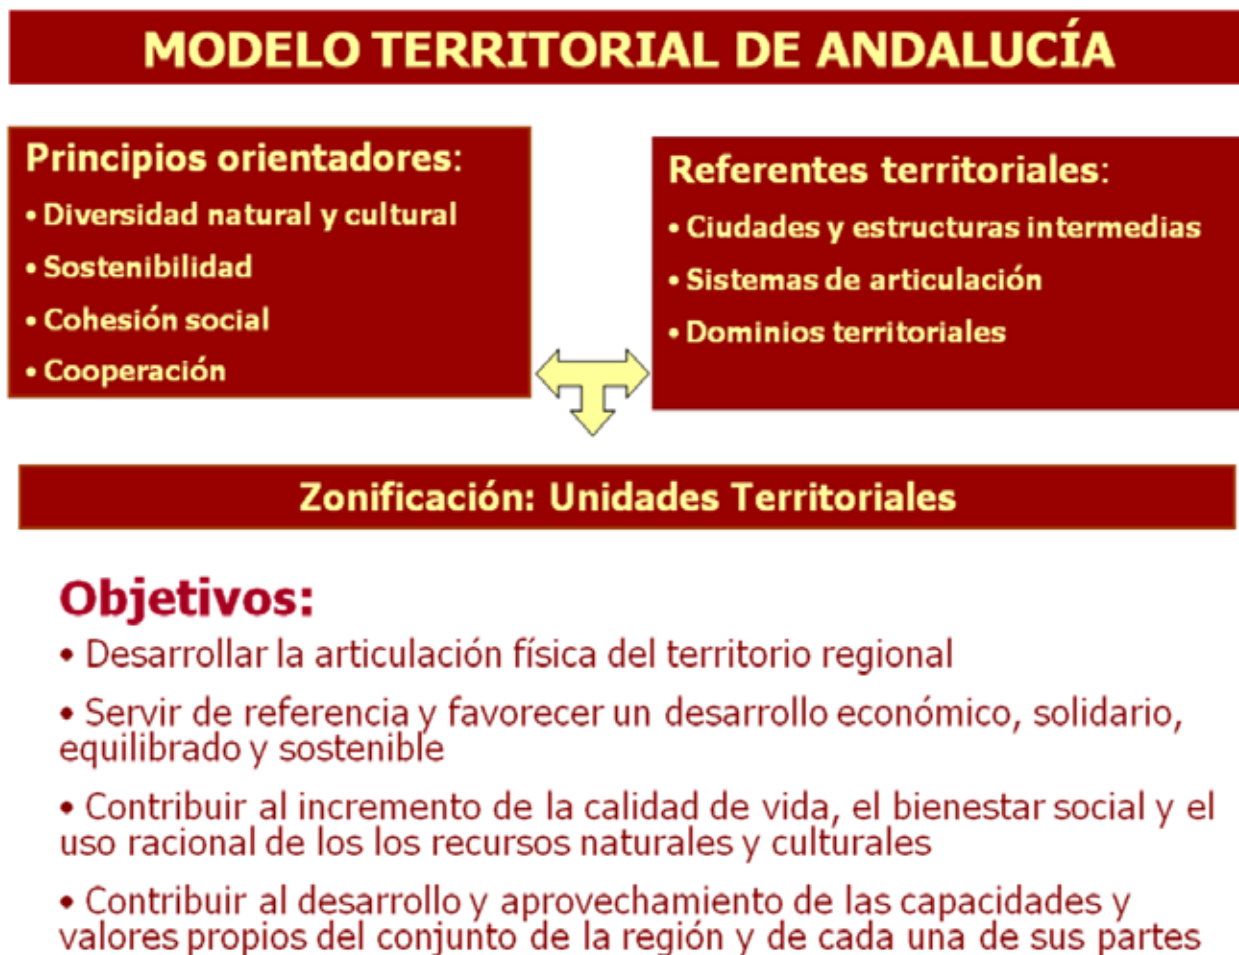 MODELO TERRITORIAL DE ANDALUCÍA
Principios orientadores:
• Diversidad natural y cultural
• Sostenibilidad
• Cohesión social
• Cooperación
Referentes territoriales:
• Ciudades y estructuras intermedias
• Sistemas de articulación
• Dominios territoriales
Zonificación: Unidades Territoriales
Objetivos:
• Desarrollar la articulación física del territorio regional
• Servir de referencia y favorecer un desarrollo económico, solidario,
equilibrado y sostenible
• Contribuir al incremento de la calidad de vida, el bienestar social y el
uso racional de los los recursos naturales y culturales
• Contribuir al desarrollo y aprovechamiento de las capacidades y
valores propios del conjunto de la región y de cada una de sus partes